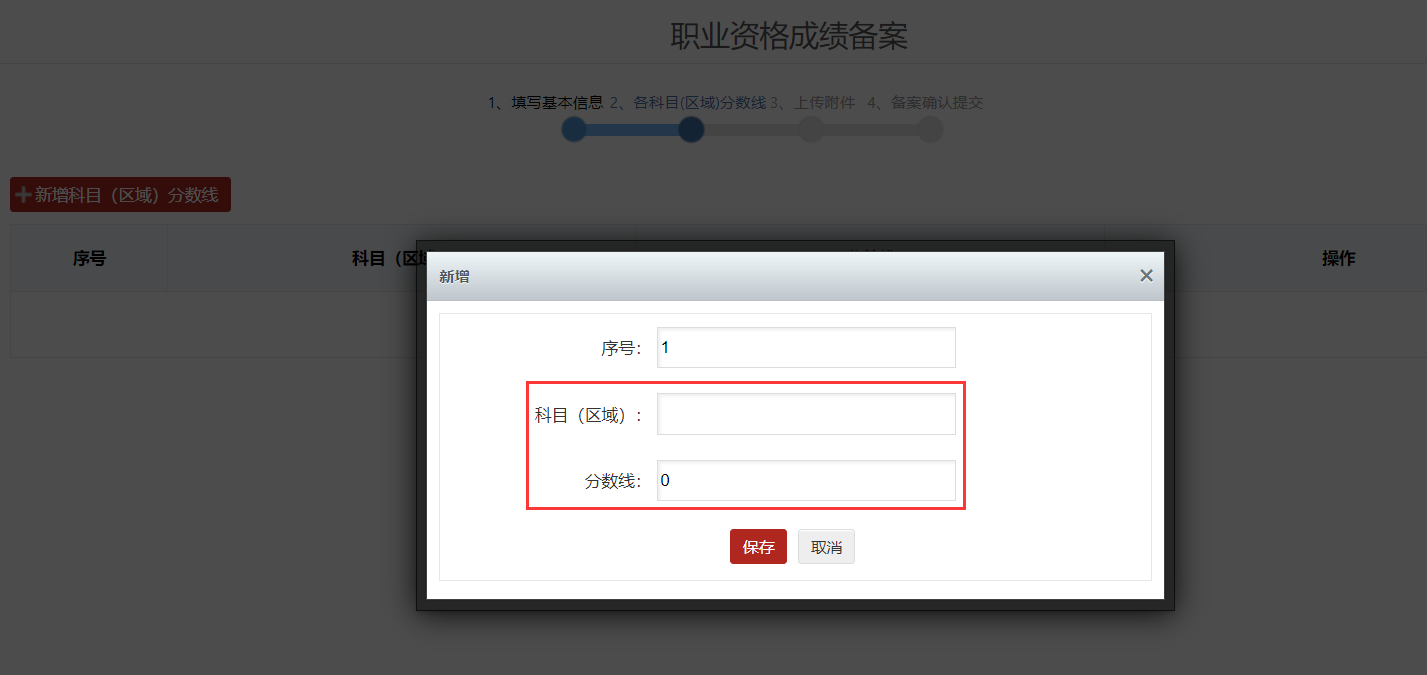 职业资格成绩备案
1、填写基本信息 2、各科目(区域)分数线 3、上传附件 4、备案确认提交
新增科目（区域）分数线
序号 科目（区域 操作
新增
序号： 1
科目（区域）：
分数线： 0
保存 取消